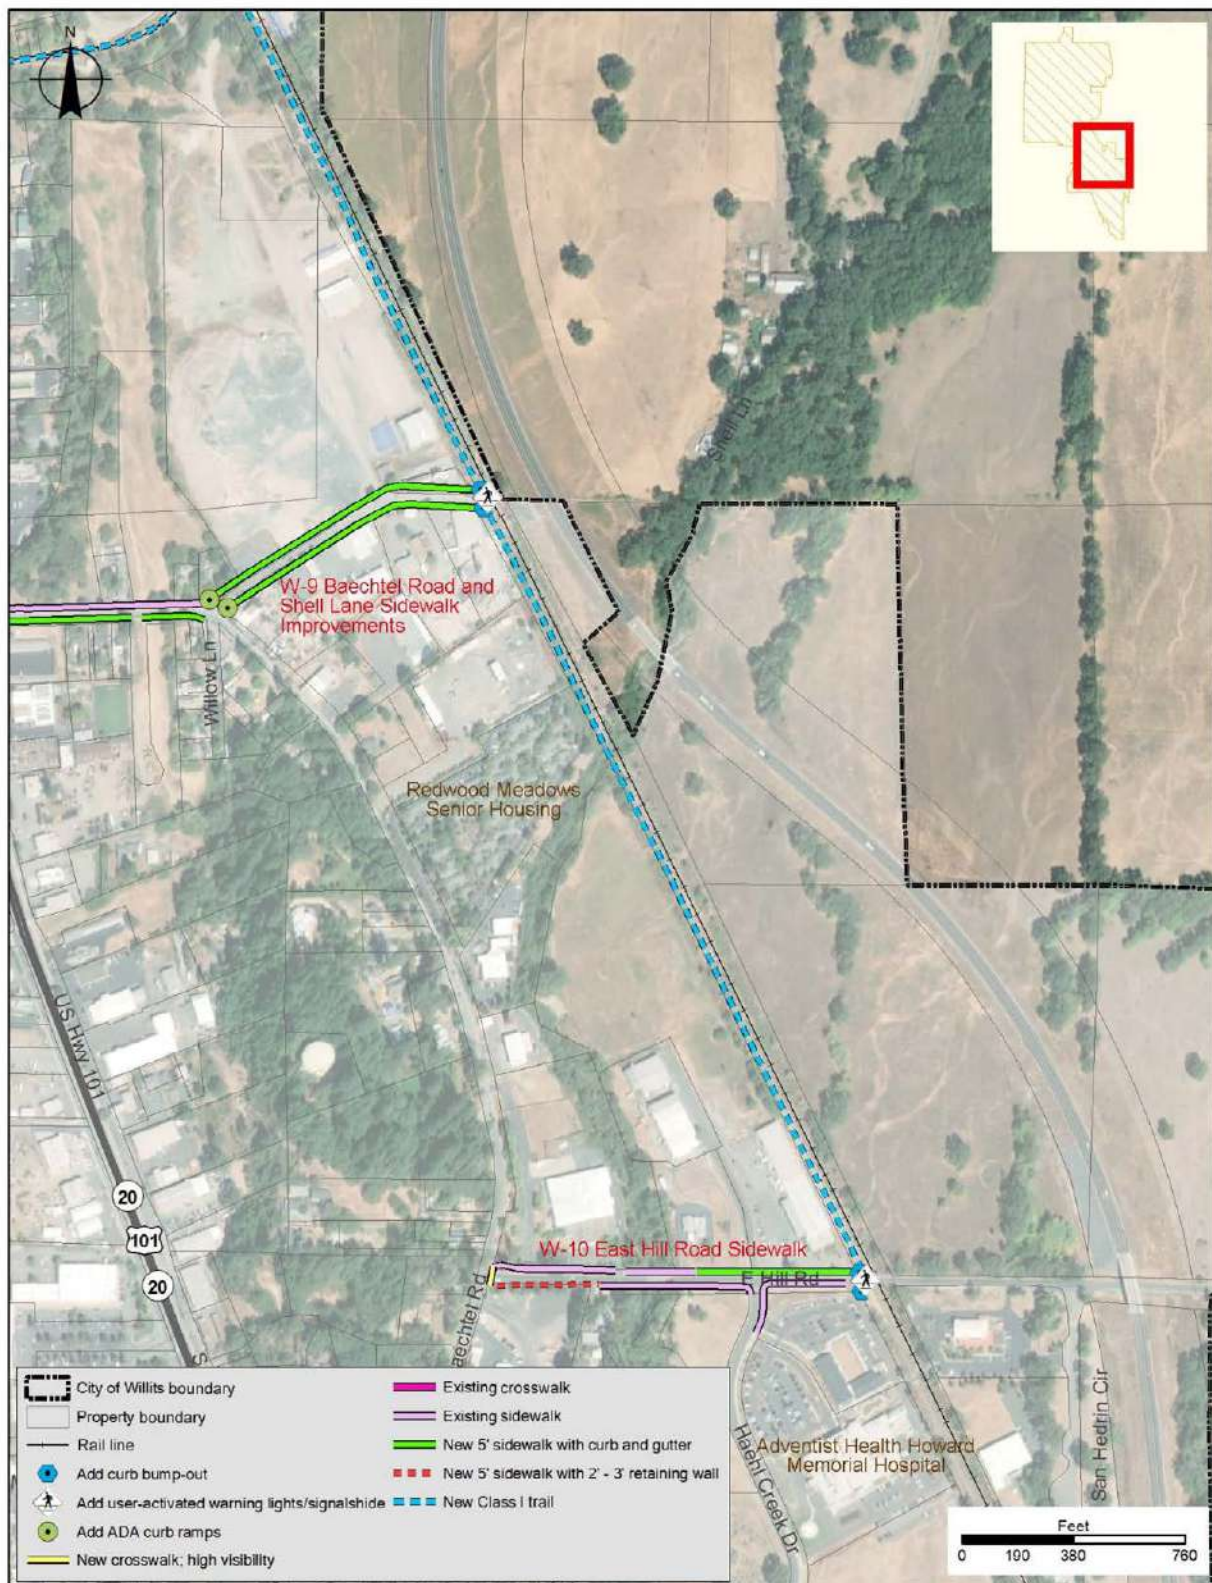 N
Shell Ln
W-9 Baechtel Road and
Shell Lane Sidewalk
Improvements
Willow Ln
Redwood Meadows
Senior Housing
US Hwy 101
20
101
20
S
W-10 East Hill Road Sidewalk
E Hill Rd
aechtel Rd
Haehl Creek Dr
Adventist Health Howard
Memorial Hospital
San Hedrin Cir
City of Willits boundary
Property boundary
Rail line
Add curb bump-out
Add user-activated warning lights/signalshide
Add ADA curb ramps
New crosswalk; high visibility
Existing crosswalk
Existing sidewalk
New 5' sidewalk with curb and gutter
New 5' sidewalk with 2' - 3' retaining wall
New Class I trail
Feet
0 190 380 760